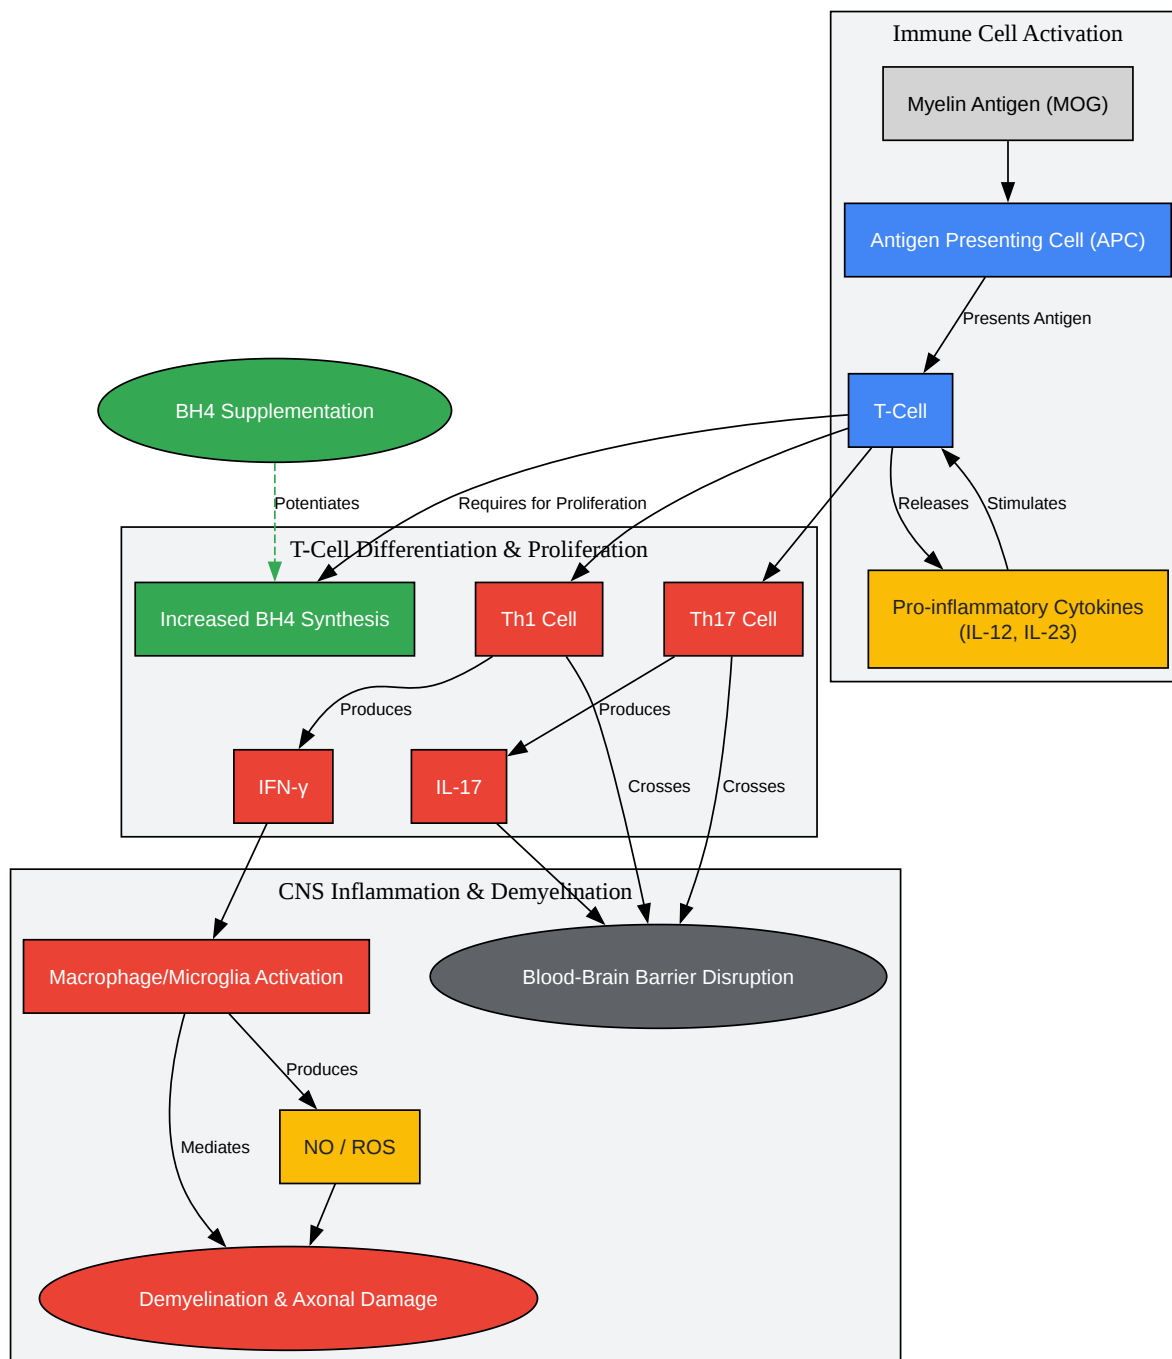 Immune Cell Activation
Myelin Antigen (MOG)
Antigen Presenting Cell (APC)
Presents Antigen
BH4 Supplementation
T-Cell
Potentiates
Requires for Proliferation
Releases
Stimulates
T-Cell Differentiation & Proliferation
Increased BH4 Synthesis
Th1 Cell
Th17 Cell
Pro-inflammatory Cytokines
(IL-12, IL-23)
Produces
Produces
IFN-γ
IL-17
Crosses
Crosses
CNS Inflammation & Demyelination
Macrophage/Microglia Activation
Blood-Brain Barrier Disruption
Produces
Mediates
NO / ROS
Demyelination & Axonal Damage